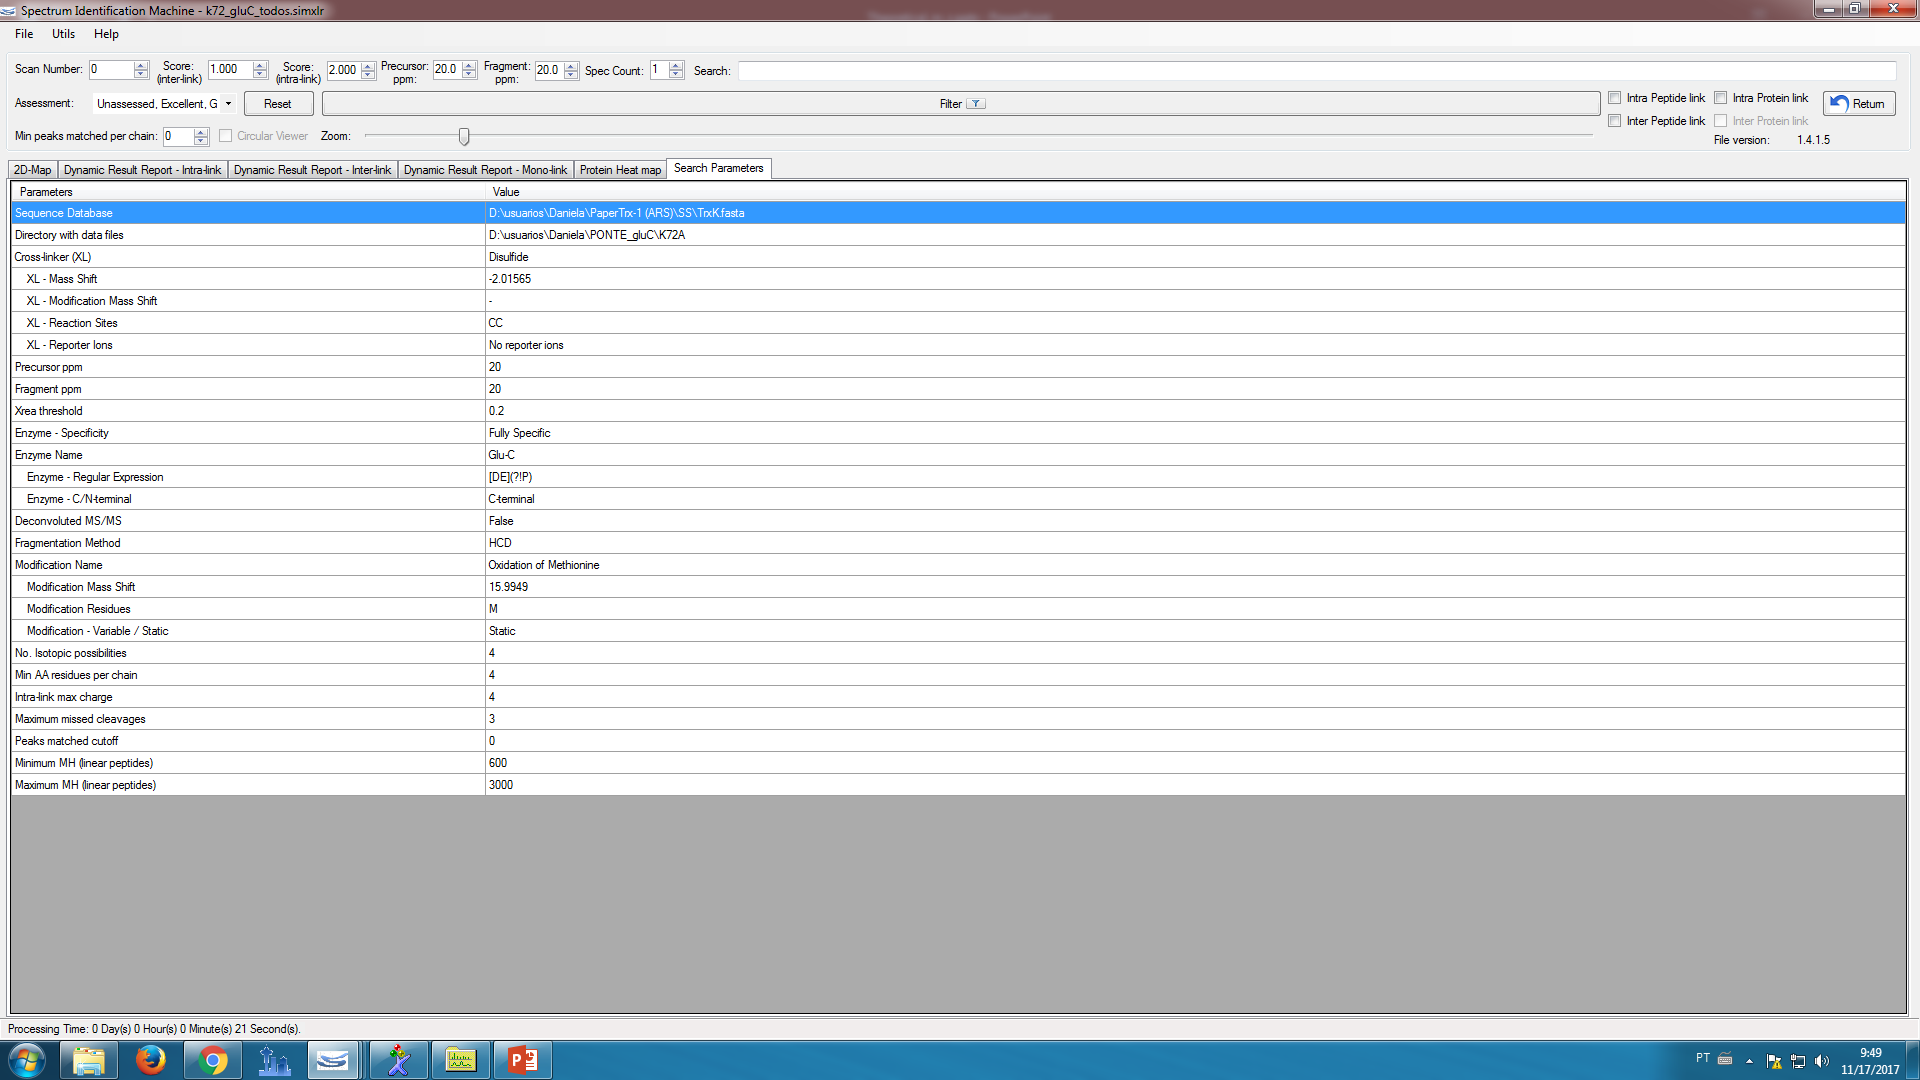 Spectrum Identification Machine - k72_gluC_todos.simxlr
File Utils Help
Scan Number: 0 Score: (inter-link) 1.000 Score: (intra-link) 2.000 Precursor: ppm: 20.0 Fragment: ppm: 20.0 Spec Count: 1 Search:
Assessment: Unassessed, Excellent, G Reset Filter Intra Peptide link Intra Protein link Return
Inter Peptide link Inter Protein link
Min peaks matched per chain: 0 Circular Viewer Zoom: File version: 1.4.1.5
2D-Map Dynamic Result Report - Intra-link Dynamic Result Report - Inter-link Dynamic Result Report - Mono-link Protein Heat map Search Parameters
Parameters Value
Sequence Database D:\usuarios\Daniela\PaperTrx-1 (ARS)\SS\TrxK.fasta
Directory with data files D:\usuarios\Daniela\PONTE_gluC\K72A
Cross-linker (XL) Disulfide
XL - Mass Shift -2.01565
XL - Modification Mass Shift -
XL - Reaction Sites CC
XL - Reporter Ions No reporter ions
Precursor ppm 20
Fragment ppm 20
Xrea threshold 0.2
Enzyme - Specificity Fully Specific
Enzyme Name Glu-C
Enzyme - Regular Expression [DE](?!P)
Enzyme - C/N-terminal C-terminal
Deconvoluted MS/MS False
Fragmentation Method HCD
Modification Name Oxidation of Methionine
Modification Mass Shift 15.9949
Modification Residues M
Modification - Variable / Static Static
No. Isotopic possibilities 4
Min AA residues per chain 4
Intra-link max charge 4
Maximum missed cleavages 3
Peaks matched cutoff 0
Minimum MH (linear peptides) 600
Maximum MH (linear peptides) 3000
Processing Time: 0 Day(s) 0 Hour(s) 0 Minute(s) 21 Second(s).
PT 9:49
11/17/2017